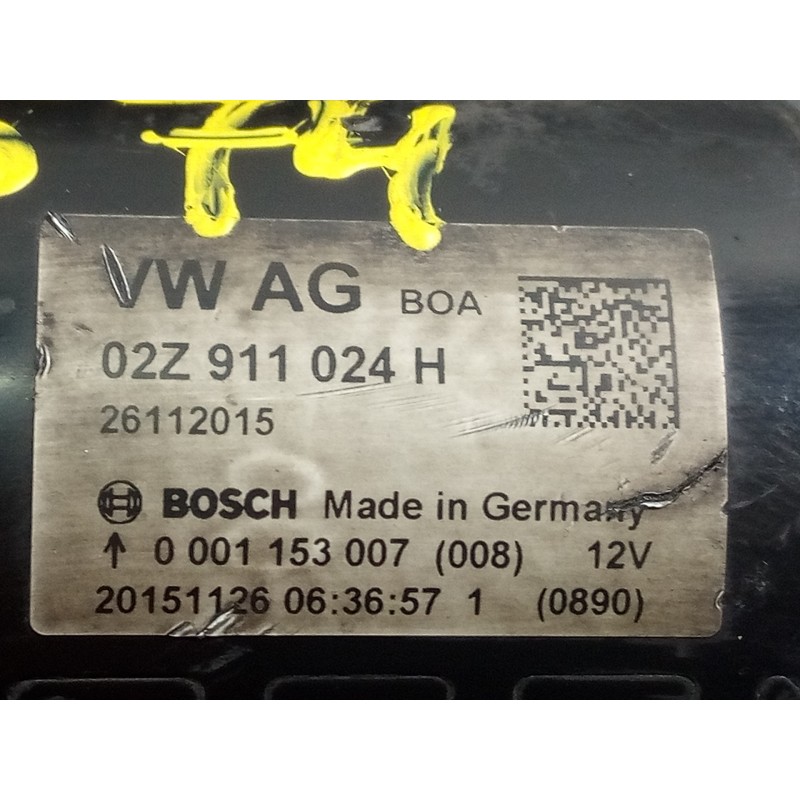 T4
VW AG BOA
02Z 911 024 H
26112015
BOSCH Made in Germany
↑ 0 001 153 007 (008) 12V
20151126 06:36:57 1 (0890)